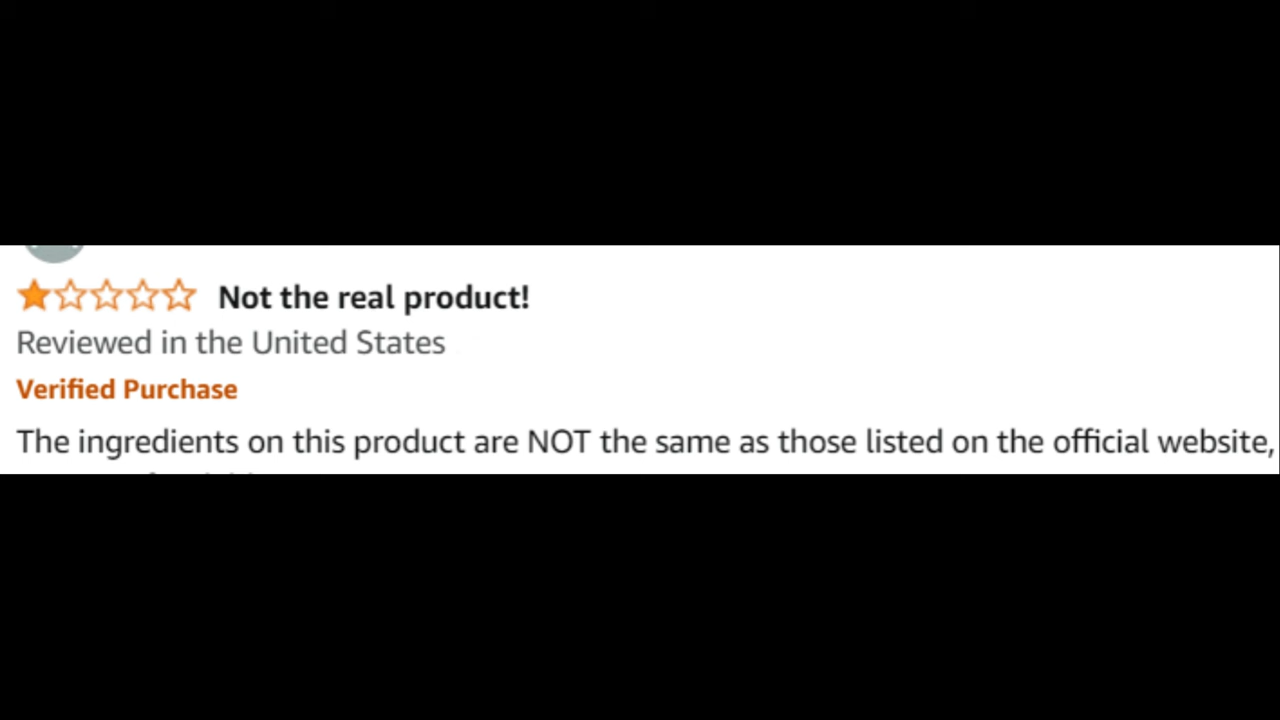 Not the real product!
Reviewed in the United States
Verified Purchase
The ingredients on this product are NOT the same as those listed on the official website,